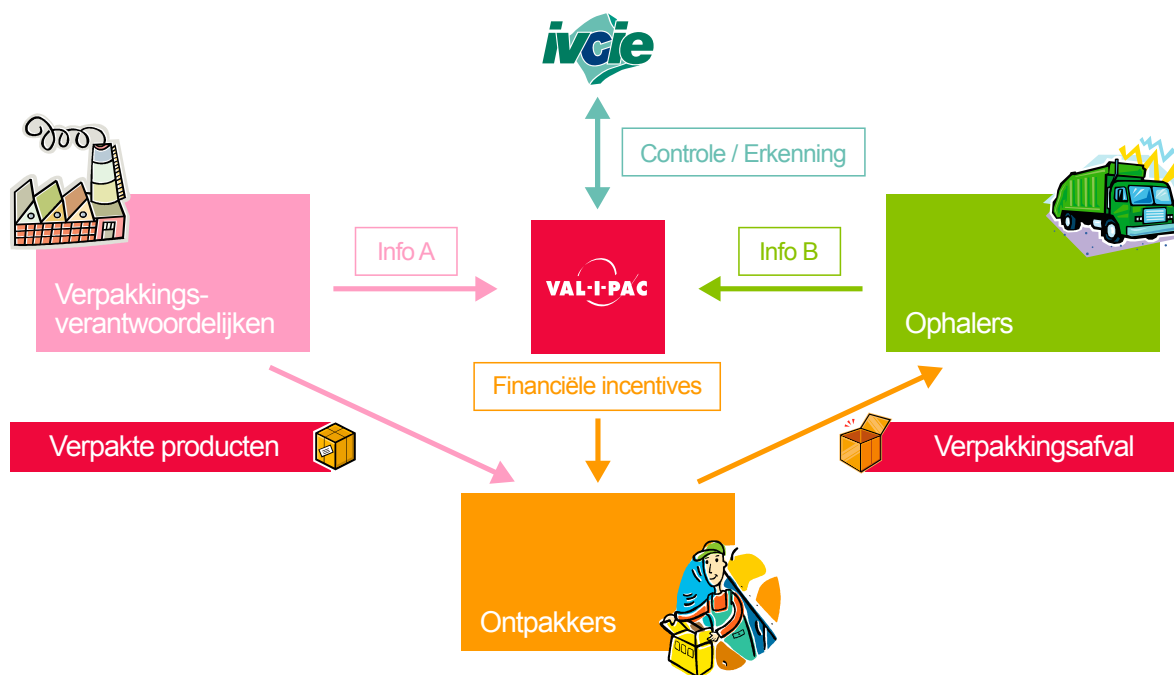 ivcie
Controle / Erkenning
Info A
Info B
VAL-I-PAC
Verpakkings-
verantwoordelijken
Ophalers
Financiële incentives
Verpakte producten
Verpakkingsafval
Ontpakkers